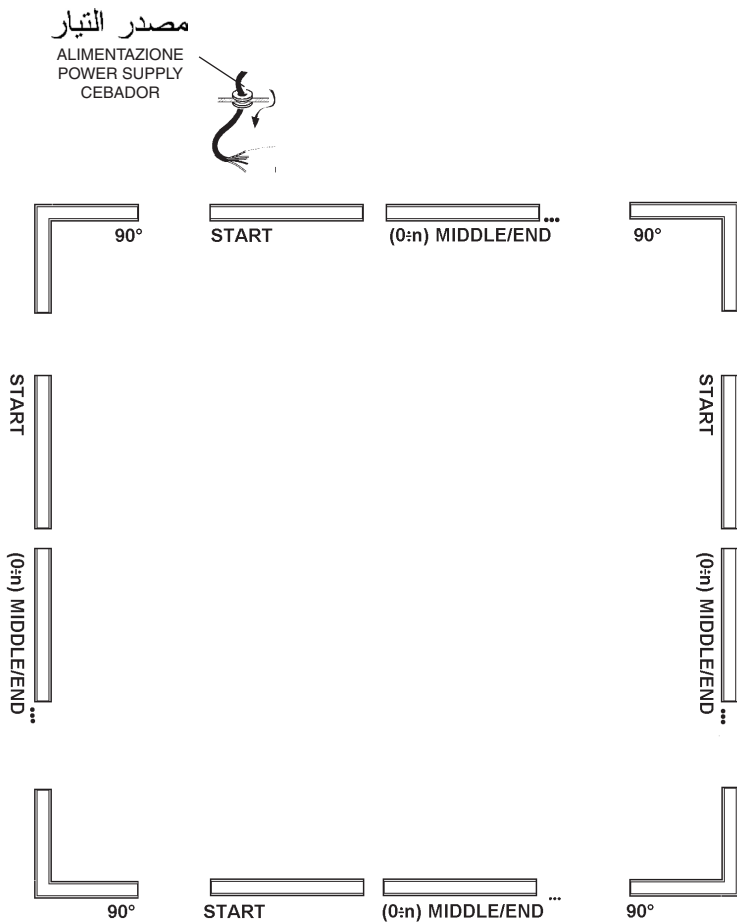 مصدر التيار
ALIMENTAZIONE
POWER SUPPLY
CEBADOR
90°
START
(0÷n) MIDDLE/END
...
90°
START
START
(0÷n) MIDDLE/END
...
(0÷n) MIDDLE/END
...
90°
START
(0÷n) MIDDLE/END
...
90°